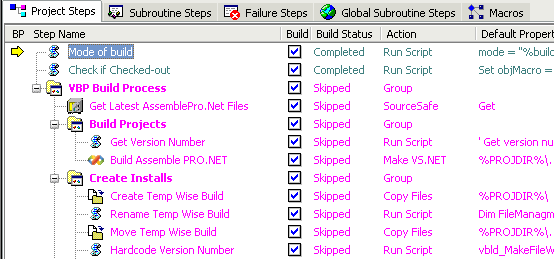 Project Steps Subroutine Steps Failure Steps Global Subroutine Steps Macros
BP Step Name Build Build Status Action Default Propert
Mode of build Completed Run Script mode = "%buil
Check if Checked-out Completed Run Script Set objMacro =
VBP Build Process Skipped Group
Get Latest AssemblePro.Net Files Skipped SourceSafe Get
Build Projects Skipped Group
Get Version Number Skipped Run Script ' Get version nu
Build Assemble PRO.NET Skipped Make VS.NET %PROJDIR%\.
Create Installs Skipped Group
Create Temp Wise Build Skipped Copy Files %PROJDIR%\
Rename Temp Wise Build Skipped Run Script Dim FileManagm
Move Temp Wise Build Skipped Copy Files %PROJDIR%\.
Hardcode Version Number Skipped Run Script vbld_MakeFileW